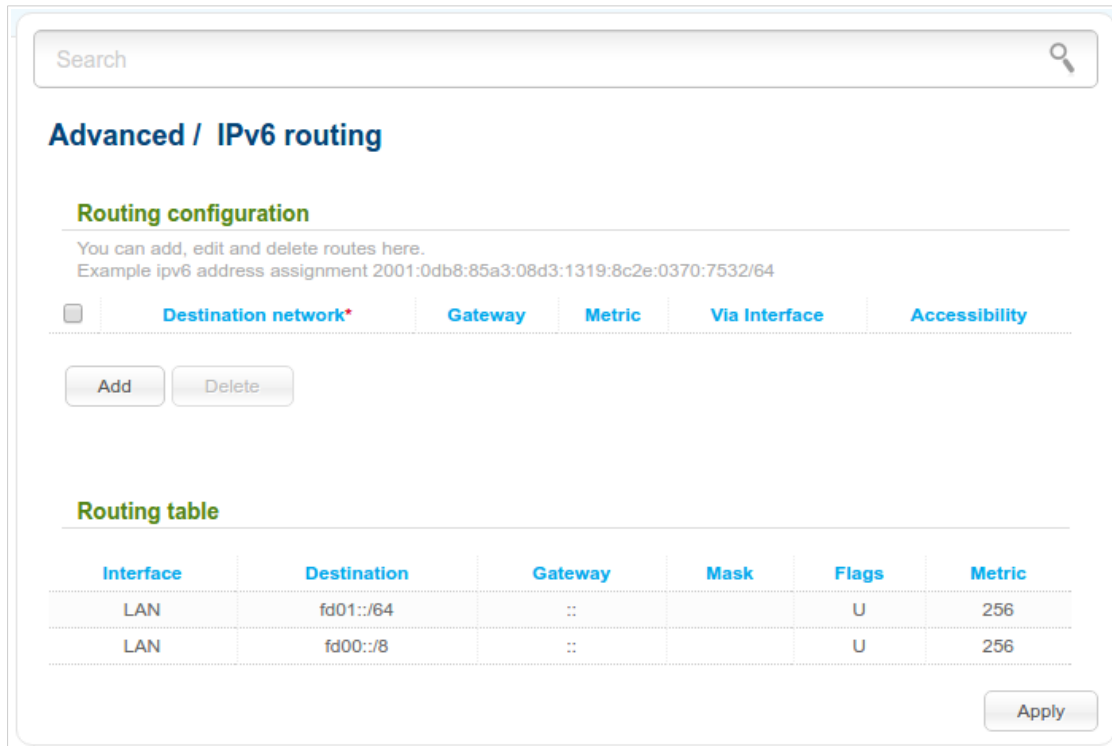 Search
Advanced / IPv6 routing
Routing configuration
You can add, edit and delete routes here.
Example ipv6 address assignment 2001:0db8:85a3:08d3:1319:8c2e:0370:7532/64
Destination network* Gateway Metric Via Interface Accessibility
Add Delete
Routing table
Interface Destination Gateway Mask Flags Metric
LAN fd01::/64 :: U 256
LAN fd00::/8 :: U 256
Apply